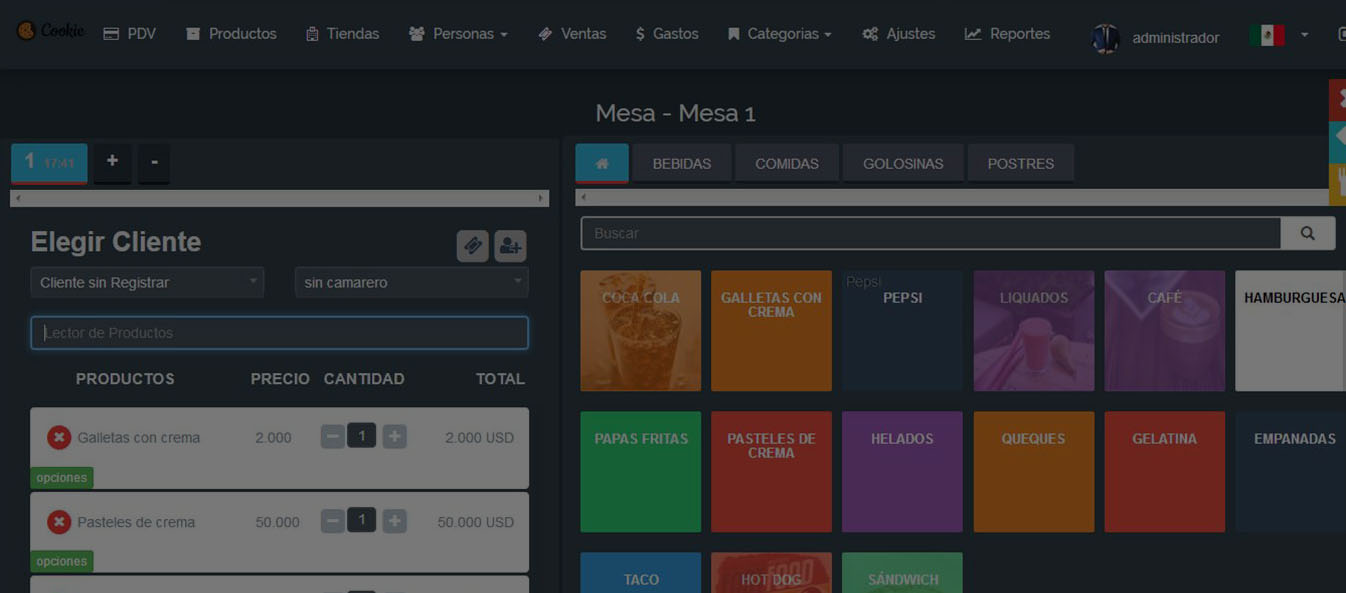 Cookie PDV Productos Tiendas Personas Ventas $ Gastos Categorias Ajustes Reportes administrador
Mesa - Mesa 1
1 17:41 + -
BEBIDAS COMIDAS GOLOSINAS POSTRES
Elegir Cliente
Cliente sin Registrar sin camarero
Lector de Productos
PRODUCTOS PRECIO CANTIDAD TOTAL
Galletas con crema 2.000 1 2.000 USD
opciones
Pasteles de crema 50.000 1 50.000 USD
opciones
Buscar
COCA COLA
GALLETAS CON
CREMA
Pepsi
PEPSI
LIQUADOS
CAFÉ
HAMBURGUESA
PAPAS FRITAS
PASTELES DE
CREMA
HELADOS
QUEQUES
GELATINA
EMPANADAS
TACO
HOT DOG
FOOD
SÁNDWICH